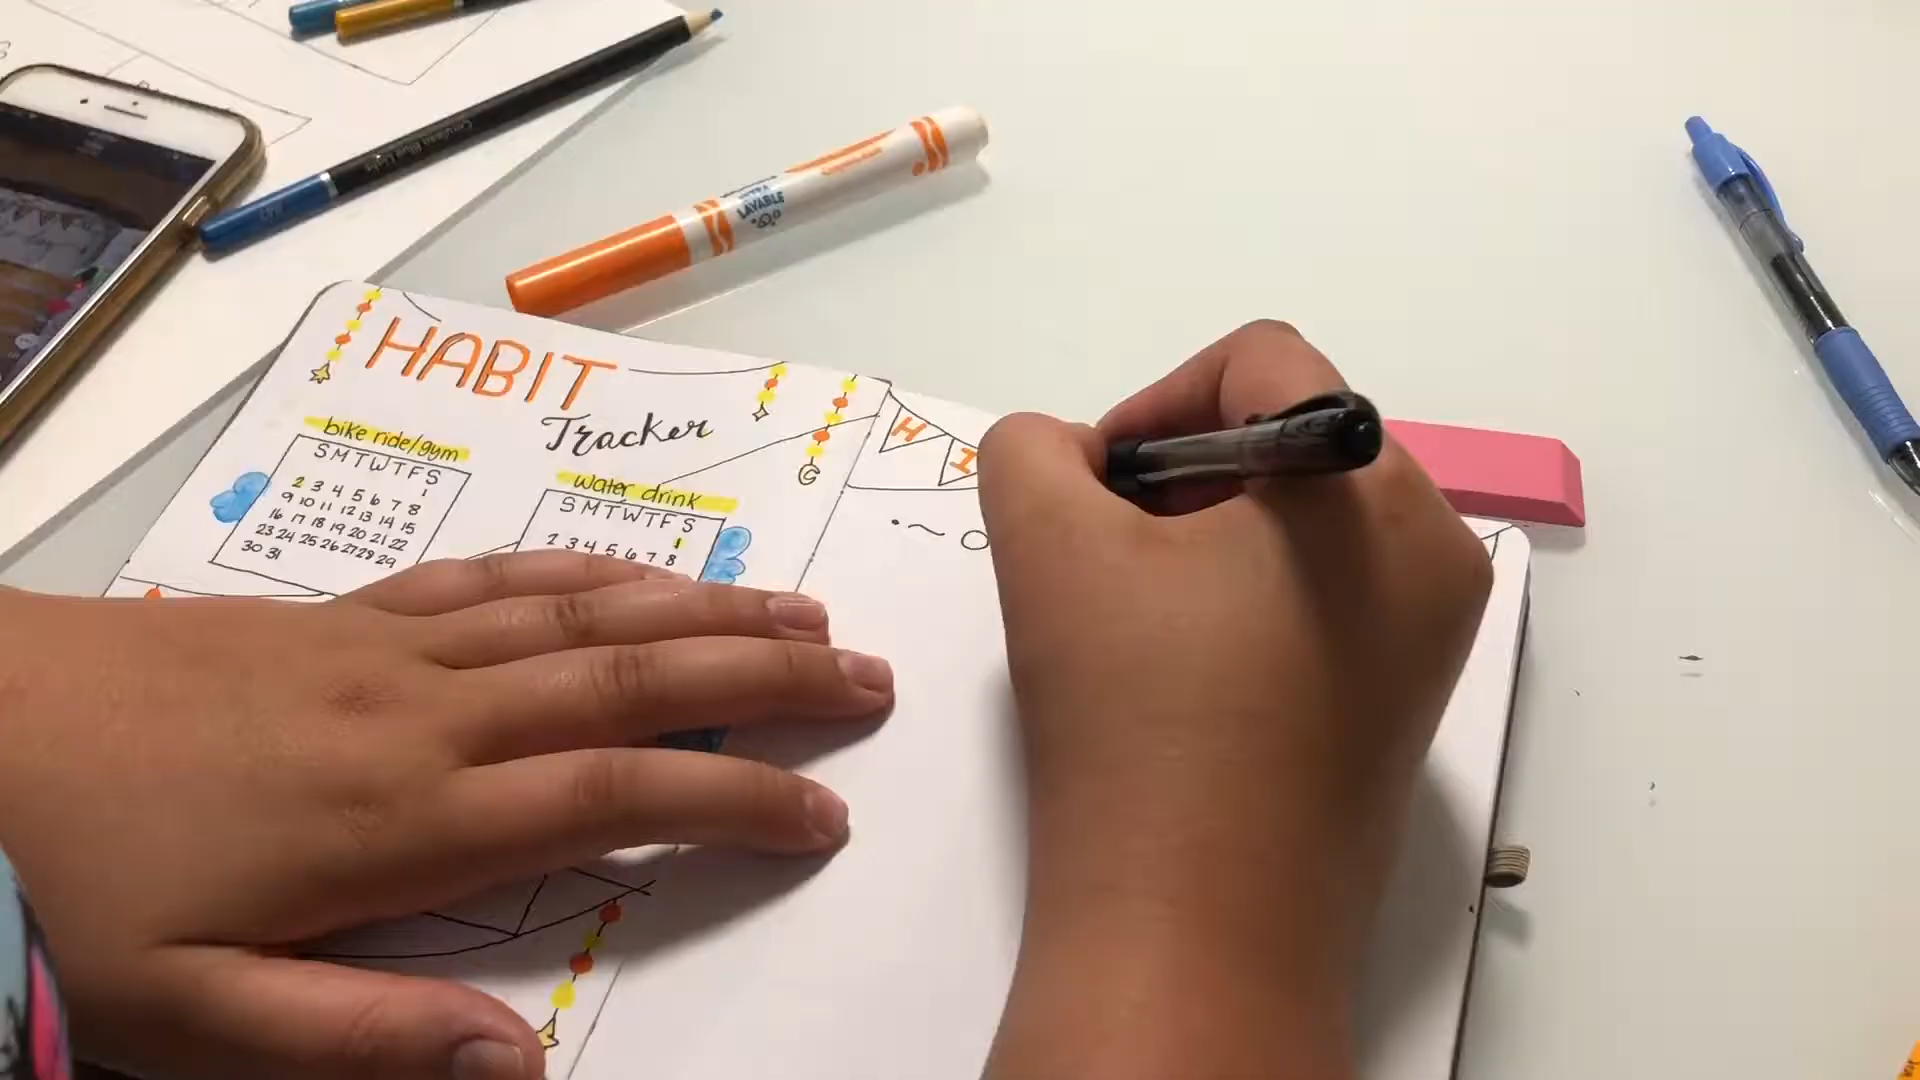 HABIT
Tracker
bike ride/gym
SMTWTFS
1
2 3 4 5 6 7 8
9 10 11 12 13 14 15
16 17 18 19 20 21 22
23 24 25 26 27 28 29
30 31
water drink
SMTWTFS
1
2 3 4 5 6 7 8
HI